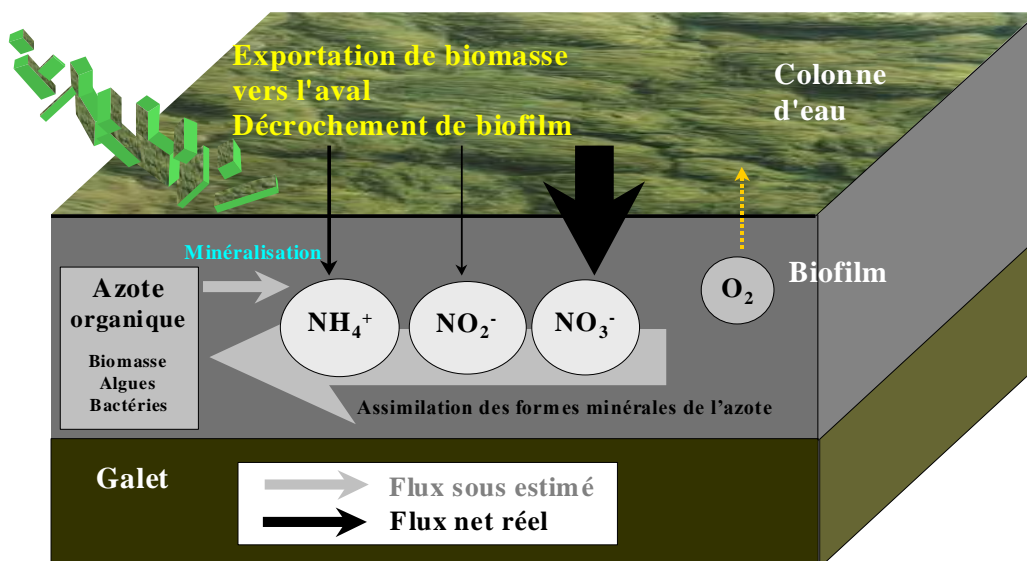 Exportation de biomasse
vers l'aval
Décrochement de biofilm
Colonne
d'eau
Minéralisation
Biofilm
Azote
organique
Biomasse
Algues
Bactéries
NH₄⁺
NO₂⁻
NO₃⁻
O₂
Assimilation des formes minérales de l’azote
Galet
Flux sous estimé
Flux net réel